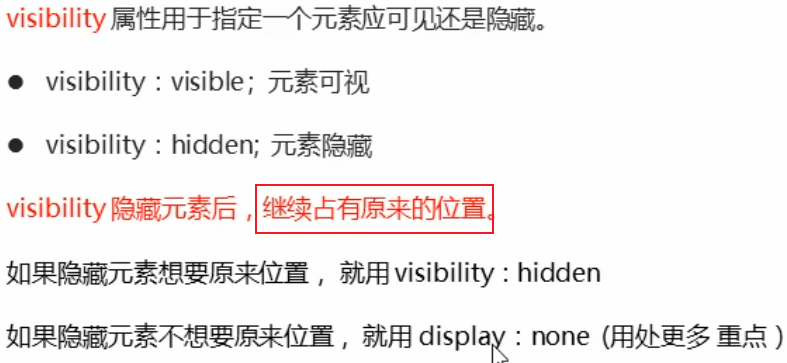 visibility 属性用于指定一个元素应可见还是隐藏。
● visibility：visible；元素可视
● visibility：hidden; 元素隐藏
visibility 隐藏元素后，继续占有原来的位置。
如果隐藏元素想要原来位置， 就用 visibility：hidden
如果隐藏元素不想要原来位置， 就用 display：none (用处更多 重点）